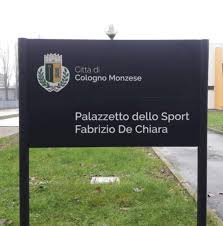 Città di
Cologno Monzese
Palazzetto dello Sport
Fabrizio De Chiara